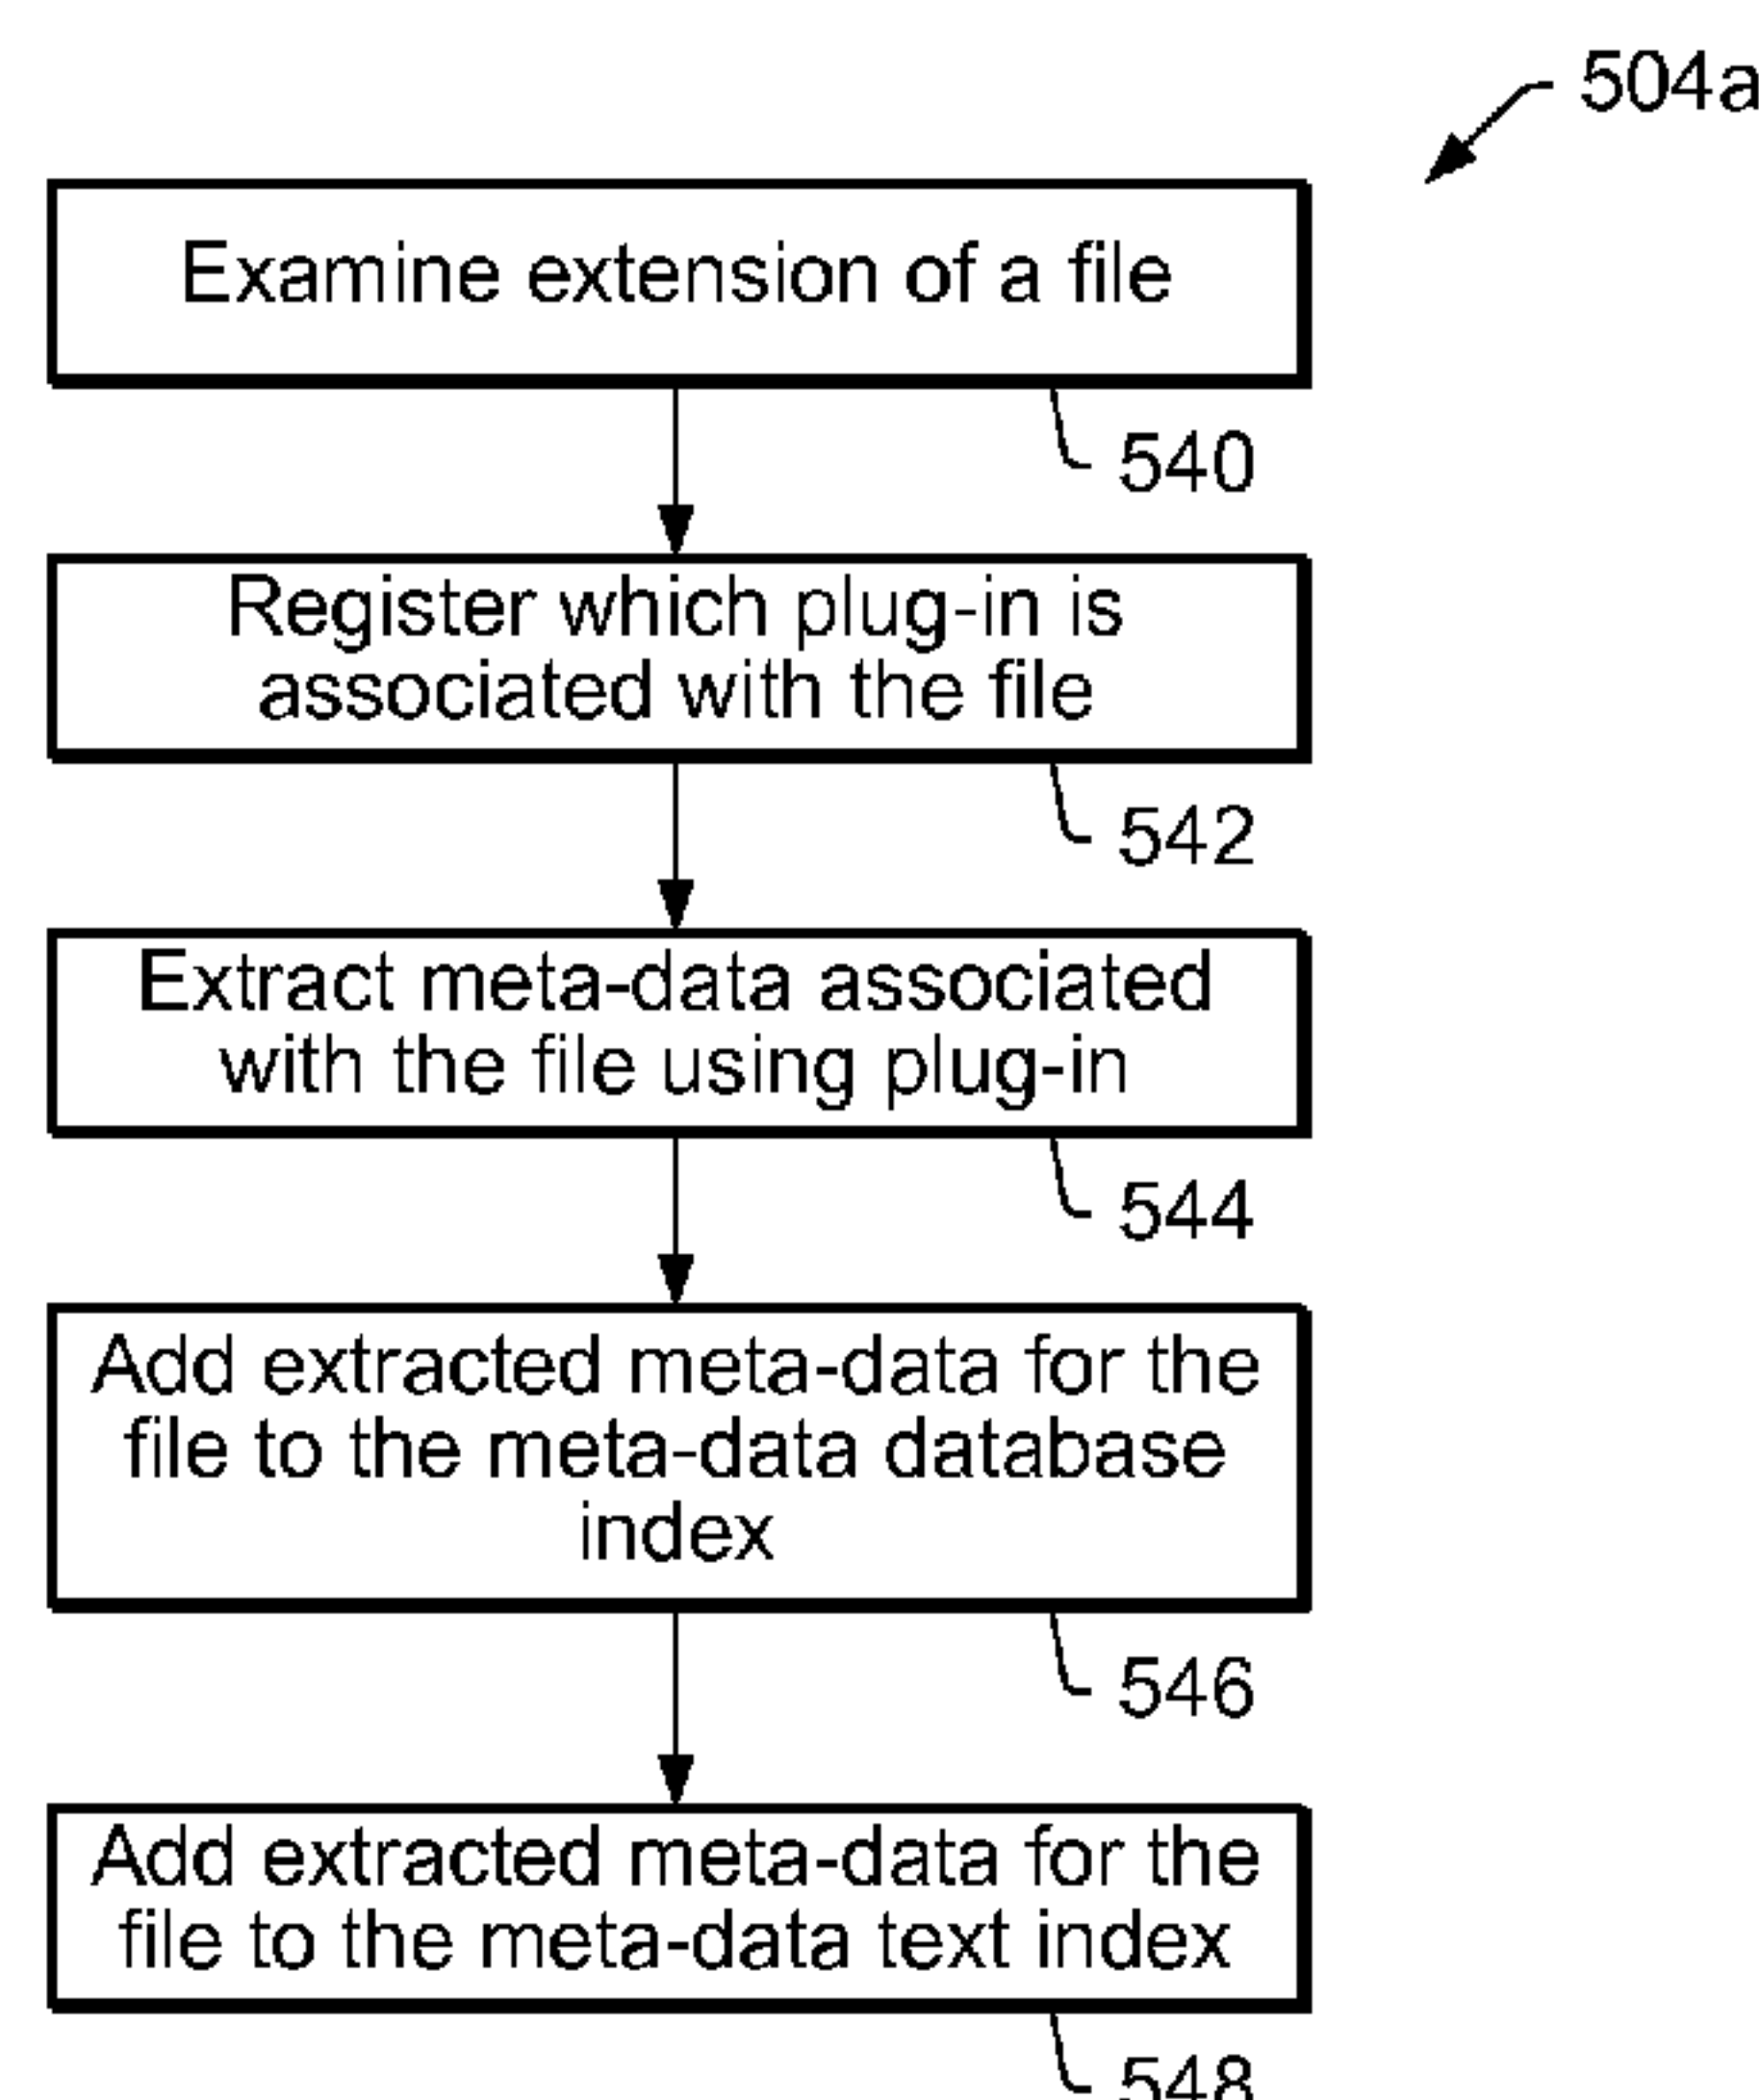 504a
Examine extension of a file
540
Register which plug-in is
associated with the file
542
Extract meta-data associated
with the file using plug-in
544
Add extracted meta-data for the
file to the meta-data database
index
546
Add extracted meta-data for the
file to the meta-data text index
548